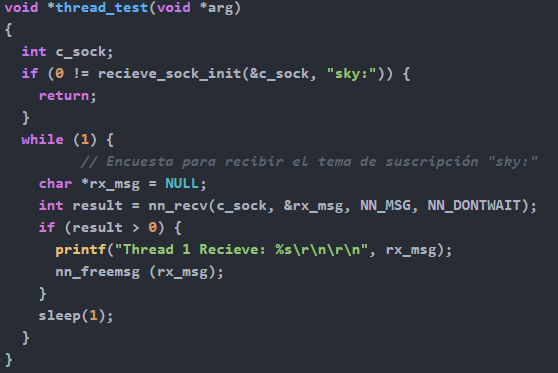 void *thread_test(void *arg)
{
  int c_sock;
  if (0 != recieve_sock_init(&c_sock, "sky:")) {
    return;
  }
  while (1) {
        // Encuesta para recibir el tema de suscripción "sky:"
    char *rx_msg = NULL;
    int result = nn_recv(c_sock, &rx_msg, NN_MSG, NN_DONTWAIT);
    if (result > 0) {
      printf("Thread 1 Recieve: %s\r\n\r\n", rx_msg);
      nn_freemsg (rx_msg);
    }
    sleep(1);
  }
}